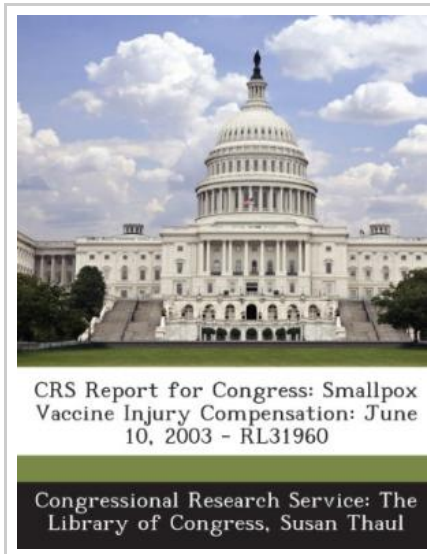 CRS Report for Congress: Smallpox
Vaccine Injury Compensation: June
10, 2003 - RL31960
Congressional Research Service: The
Library of Congress, Susan Thaul